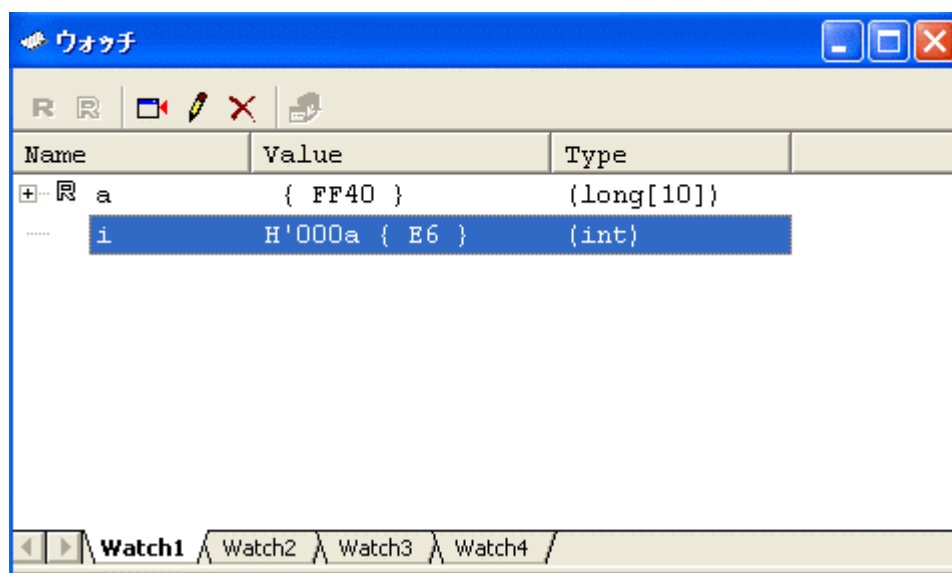 ウォッチ
R R
Name Value Type
R a { FF40 } (long[10])
i H'000a { E6 } (int)
Watch1 Watch2 Watch3 Watch4